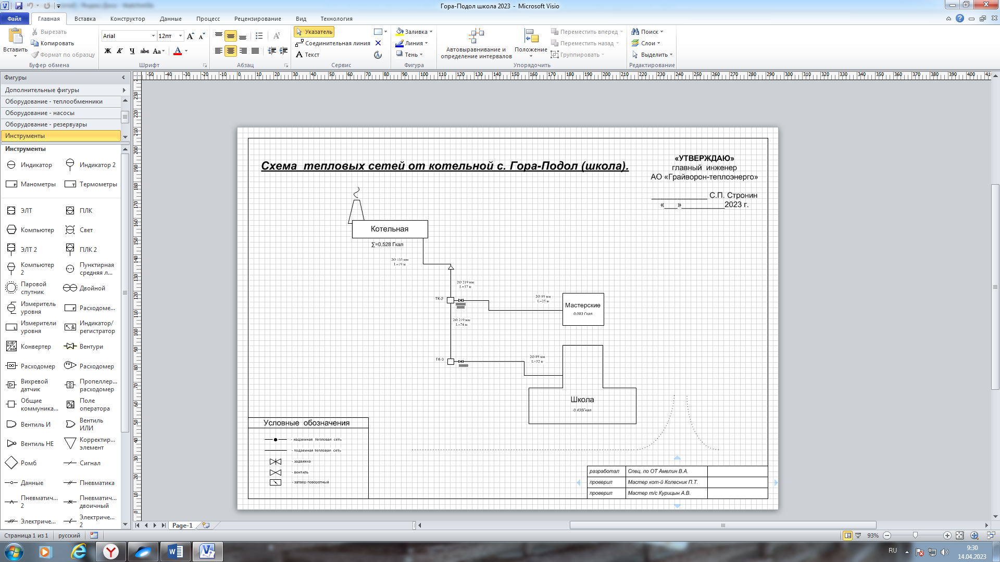 Гора-Подол школа 2023 - Microsoft Visio
Файл
Главная
Вставка
Конструктор
Данные
Процесс
Рецензирование
Вид
Технология
Вставить
Вырезать
Копировать
Формат по образцу
Буфер обмена
Arial
12пт
Ж К Ч abc Aa
Шрифт
Абзац
Указатель
Соединительная линия
Текст
Сервис
Заливка
Линия
Тень
Фигура
Автовыравнивание и
определение интервалов
Положение
Переместить вперед
Переместить назад
Группировать
Упорядочить
Поиск
Слои
Выделить
Редактирование
Фигуры
Дополнительные фигуры
Оборудование - теплообменники
Оборудование - насосы
Оборудование - резервуары
Инструменты
Инструменты
Индикатор
Индикатор 2
Манометры
Термометры
ЭЛТ
ПЛК
Компьютер
Свет
ЭЛТ 2
ПЛК 2
Компьютер
2
Пунктирная
средняя л...
Паровой
спутник
Двойной
Измеритель
уровня
Расходоме...
Измерители
уровня
Индикатор/
регистратор
Конвертер
Вентури
Расходомер
Расходомер
Вихревой
датчик
Пропеллер...
расходомер
Общие
коммуника...
Поле
оператора
Вентиль И
Вентиль
ИЛИ
Вентиль НЕ
Корректир...
элемент
Ромб
Сигнал
Данные
Пневматика
Пневматич...
2
Пневматич...
двоичный
Электриче...
Электриче...
2
-50 -40 -30 -20 -10 0 10 20 30 40 50 60 70 80 90 100 110 120 130 140 150 160 170 180 190 200 210 220 230 240 250 260 270 280 290 300 310 320 330 340 350 360 370 380 390 400
230 220 210 200 190 180 170 160 150 140 130 120 110 100 90 80 70 60 50 40 30 20 10 0
Схема тепловых сетей от котельной с. Гора-Подол (школа).
«УТВЕРЖДАЮ»
главный инженер
АО «Грайворон-теплоэнерго»
_____________ С.П. Стронин
«___»__________2023 г.
Котельная
∑=0,528 Гкал
2Ø 133 мм
L=19 м
2Ø 219 мм
L=37 м
ТК-2
2Ø 89 мм
L=25 м
Мастерские
0,093 Гкал
2Ø 219 мм
L=74 м
ТК-3
2Ø 89 мм
L=32 м
Школа
0,435Гкал
Условные обозначения
- надземная тепловая сеть
- подземная тепловая сеть
- задвижка
- вентиль
- затвор поворотный
разработал Спец. по ОТ Амелин В.А.
проверил Мастер кот-й Колесник П.Т.
проверил Мастер т/с Курицын А.В.
Page-1
Страница 1 из 1
русский
93%
RU
9:30
14.04.2023